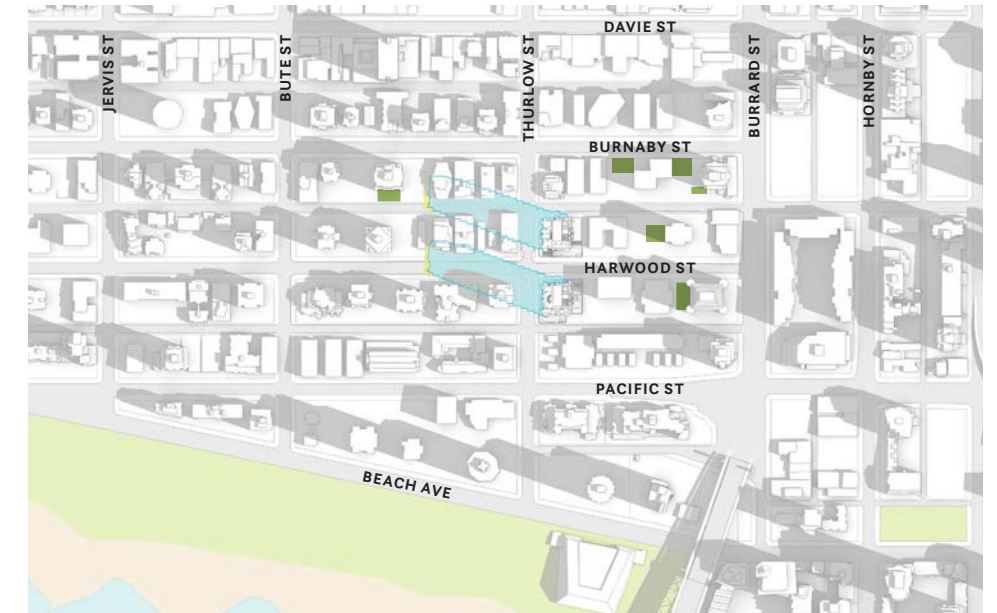 DAVIE ST
JERVIS ST
BUTE ST
THURLOW ST
BURRARD ST
HORNBY ST
BURNABY ST
HARWOOD ST
PACIFIC ST
BEACH AVE